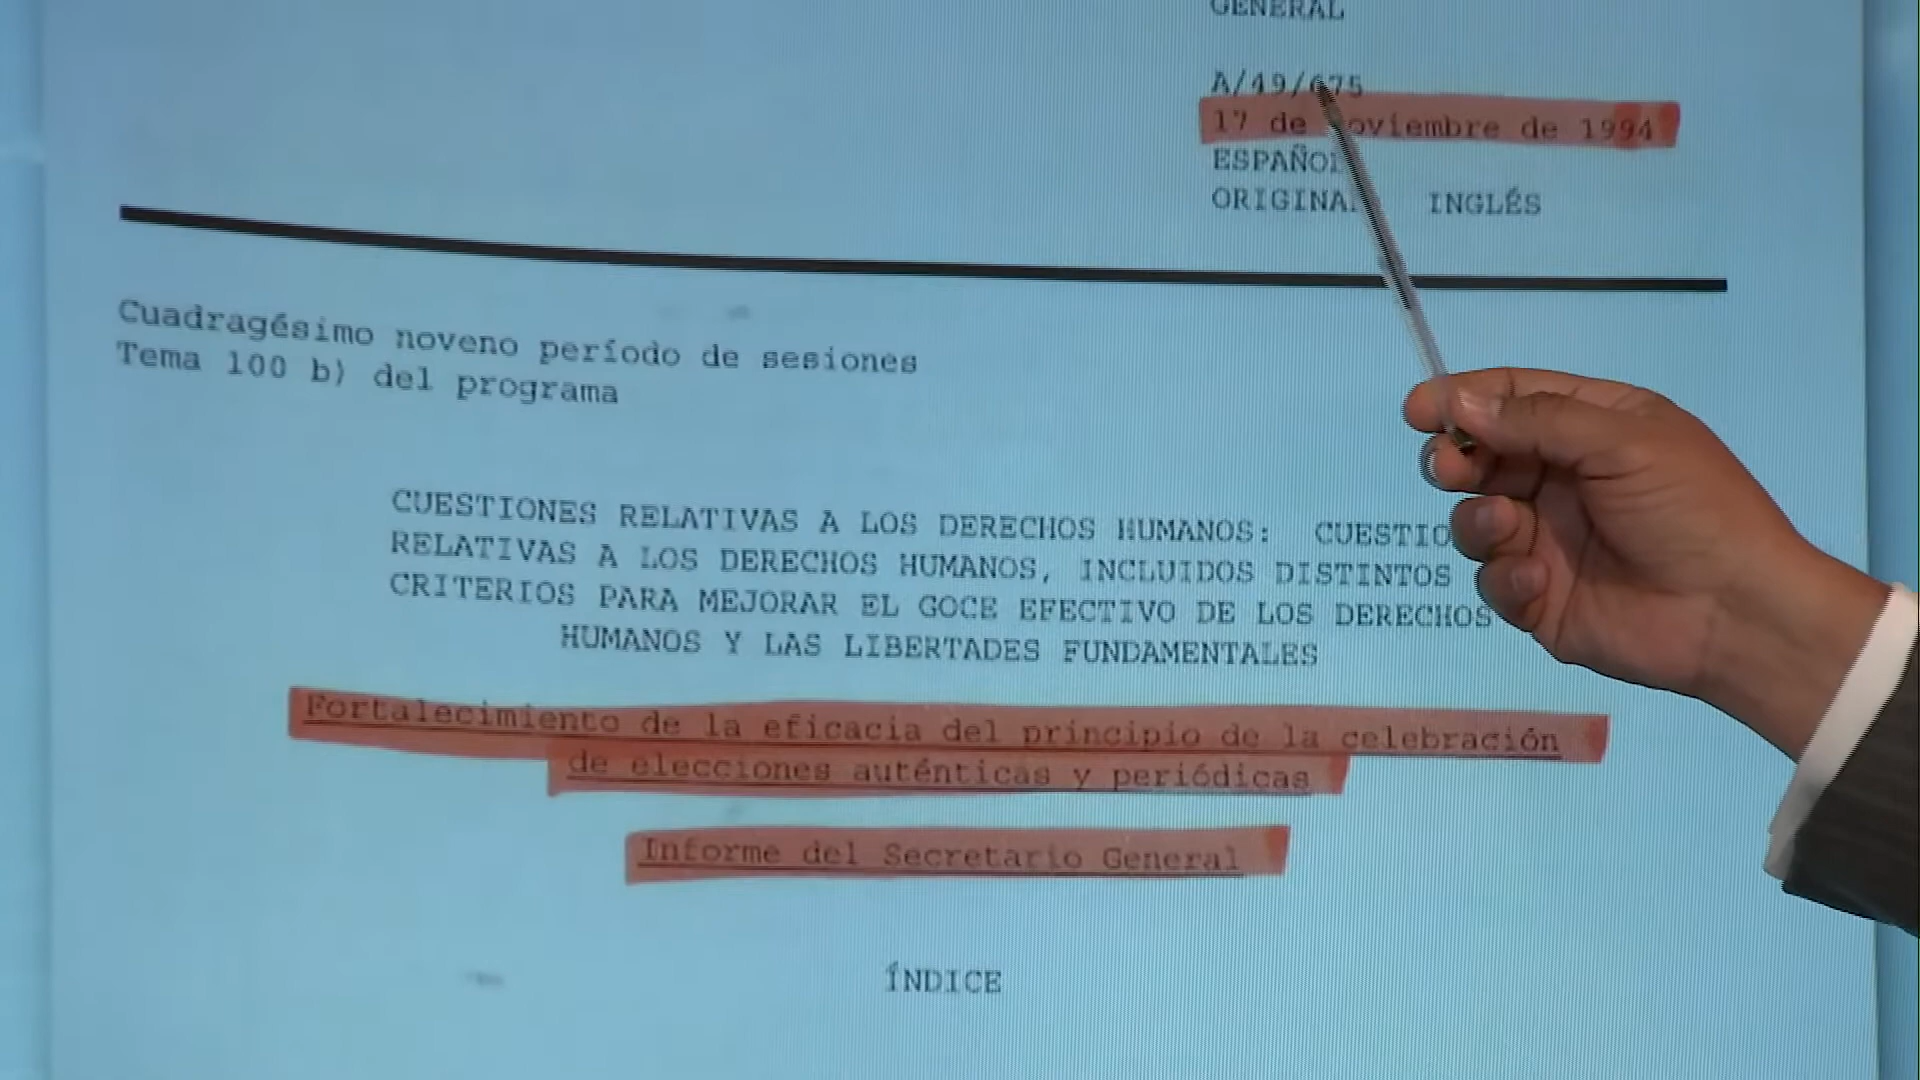 GENERAL
A/49/675
17 de noviembre de 1994
ESPAÑOL
ORIGINAL INGLÉS
Cuadragésimo noveno período de sesiones
Tema 100 b) del programa
CUESTIONES RELATIVAS A LOS DERECHOS HUMANOS: CUESTIO
RELATIVAS A LOS DERECHOS HUMANOS, INCLUIDOS DISTINTOS
CRITERIOS PARA MEJORAR EL GOCE EFECTIVO DE LOS DERECHOS
HUMANOS Y LAS LIBERTADES FUNDAMENTALES
Fortalecimiento de la eficacia del principio de la celebración
de elecciones auténticas y periódicas
Informe del Secretario General
ÍNDICE